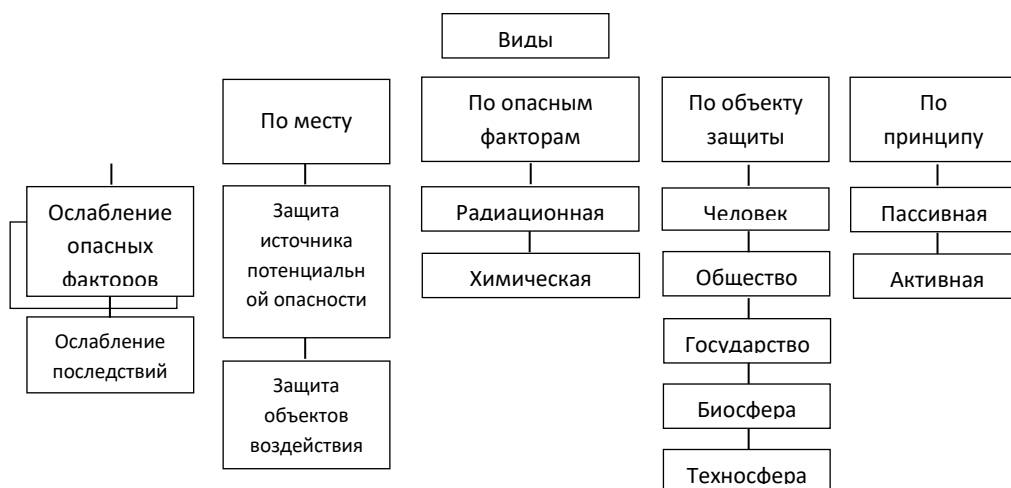 Виды
По месту
По опасным
факторам
По объекту
защиты
По
принципу
Ослабление
опасных
факторов
Ослабление
последствий
Защита
источника
потенциальн
ой опасности
Защита
объектов
воздействия
Радиационная
Химическая
Человек
Общество
Государство
Биосфера
Техносфера
Пассивная
Активная